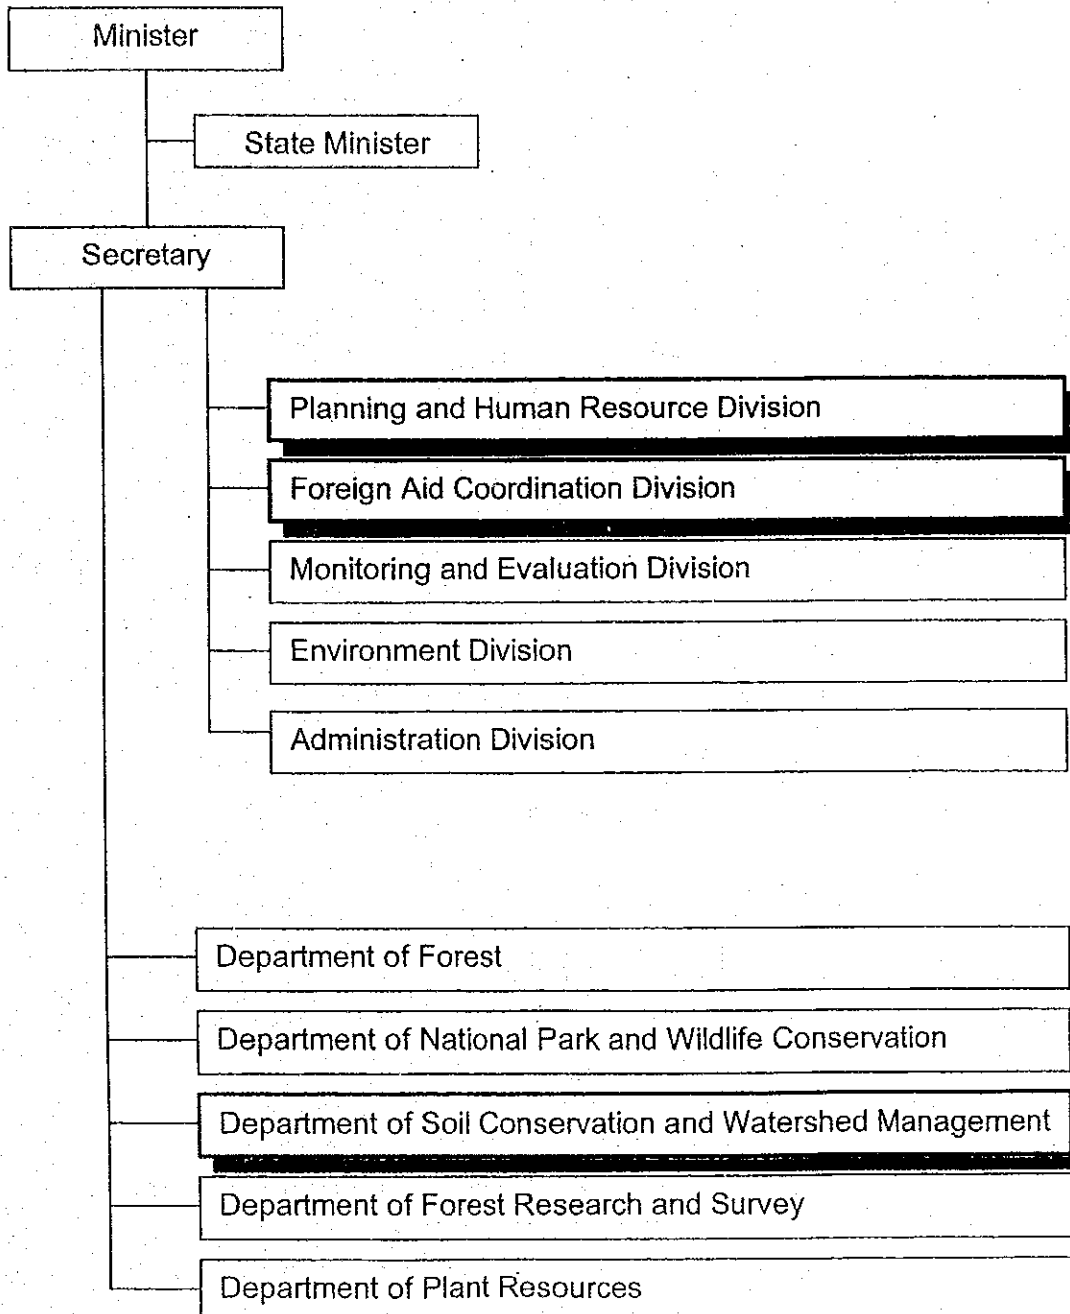 Minister
State Minister
Secretary
Planning and Human Resource Division
Foreign Aid Coordination Division
Monitoring and Evaluation Division
Environment Division
Administration Division
Department of Forest
Department of National Park and Wildlife Conservation
Department of Soil Conservation and Watershed Management
Department of Forest Research and Survey
Department of Plant Resources